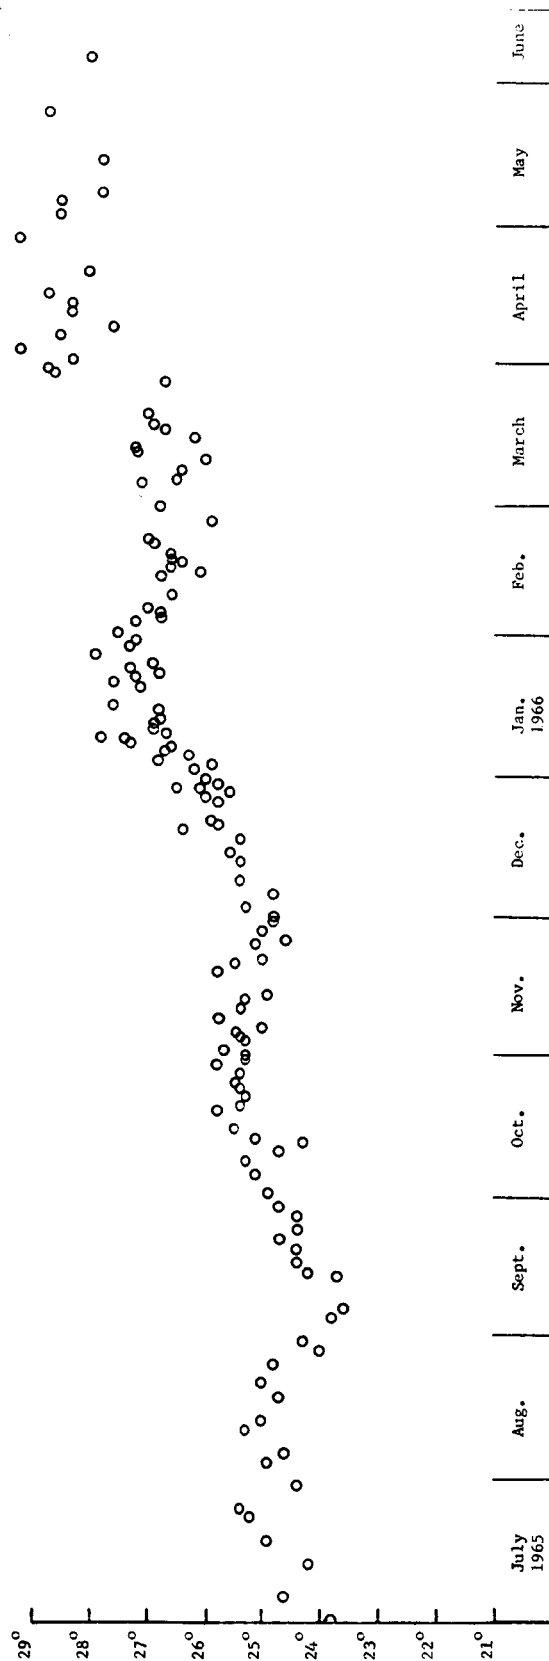 29°
28°
27°
26°
25°
24°
23°
22°
21°
July
1965
Aug.
Sept.
Oct.
Nov.
Dec.
Jan.
1966
Feb.
March
April
May
June